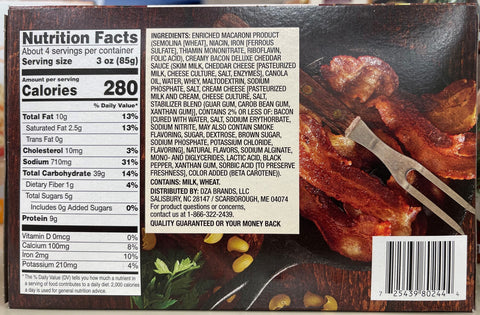 Nutrition Facts
About 4 servings per container
Serving size 3 oz (85g)
Amount per serving
Calories 280
% Daily Value*
Total Fat 10g 13%
Saturated Fat 2.5g 13%
Trans Fat 0g
Cholesterol 10mg 3%
Sodium 710mg 31%
Total Carbohydrate 39g 14%
Dietary Fiber 1g 4%
Total Sugars 5g
Includes 0g Added Sugars 0%
Protein 9g
Vitamin D 0mcg 0%
Calcium 100mg 8%
Iron 2mg 10%
Potassium 210mg 4%
* The % Daily Value (DV) tells you how much a nutrient in
a serving of food contributes to a daily diet. 2,000 calories
a day is used for general nutrition advice.
INGREDIENTS: ENRICHED MACARONI PRODUCT
(SEMOLINA [WHEAT], NIACIN, IRON [FERROUS
SULFATE], THIAMIN MONONITRATE, RIBOFLAVIN,
FOLIC ACID), CREAMY BACON DELUXE CHEDDAR
SAUCE (SKIM MILK, CHEDDAR CHEESE [PASTEURIZED
MILK, CHEESE CULTURE, SALT, ENZYMES], CANOLA
OIL, WATER, WHEY, MALTODEXTRIN, SODIUM
PHOSPHATE, SALT, CREAM CHEESE [PASTEURIZED
MILK AND CREAM, CHEESE CULTURE, SALT,
STABILIZER BLEND (GUAR GUM, CAROB BEAN GUM,
XANTHAN GUM)], CONTAINS 2% OR LESS OF: BACON
[CURED WITH WATER, SALT, SODIUM ERYTHORBATE,
SODIUM NITRITE, MAY ALSO CONTAIN SMOKE
FLAVORING, SUGAR, DEXTROSE, BROWN SUGAR,
SODIUM PHOSPHATE, POTASSIUM CHLORIDE,
FLAVORING], NATURAL FLAVORS, SODIUM ALGINATE,
MONO- AND DIGLYCERIDES, LACTIC ACID, BLACK
PEPPER, XANTHAN GUM, SORBIC ACID [TO PRESERVE
FRESHNESS], COLOR ADDED (BETA CAROTENE)).
CONTAINS: MILK, WHEAT.
DISTRIBUTED BY: DZA BRANDS, LLC
SALISBURY, NC 28147 / SCARBOROUGH, ME 04074
For product questions or concerns,
contact us at 1-866-322-2439.
QUALITY GUARANTEED OR YOUR MONEY BACK
7 25439 80244 4